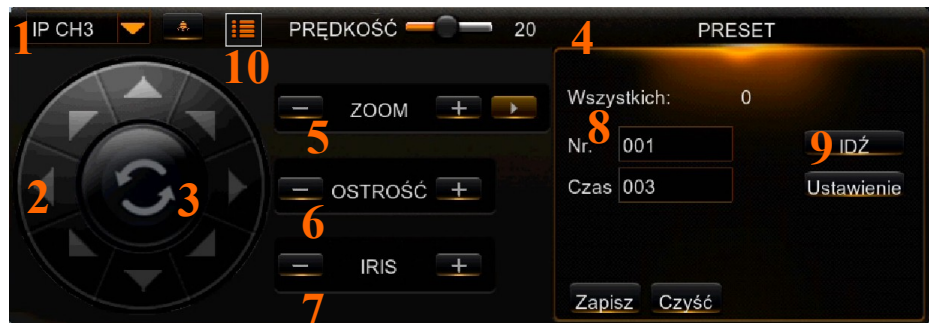 1 IP CH3 PRĘDKOŚĆ 20
10
4 PRESET
2
3
ZOOM
5
OSTROŚĆ
6
IRIS
7
Wszystkich: 0
8
Nr. 001
9 IDŹ
Czas 003
Ustawienie
Zapisz Czyść